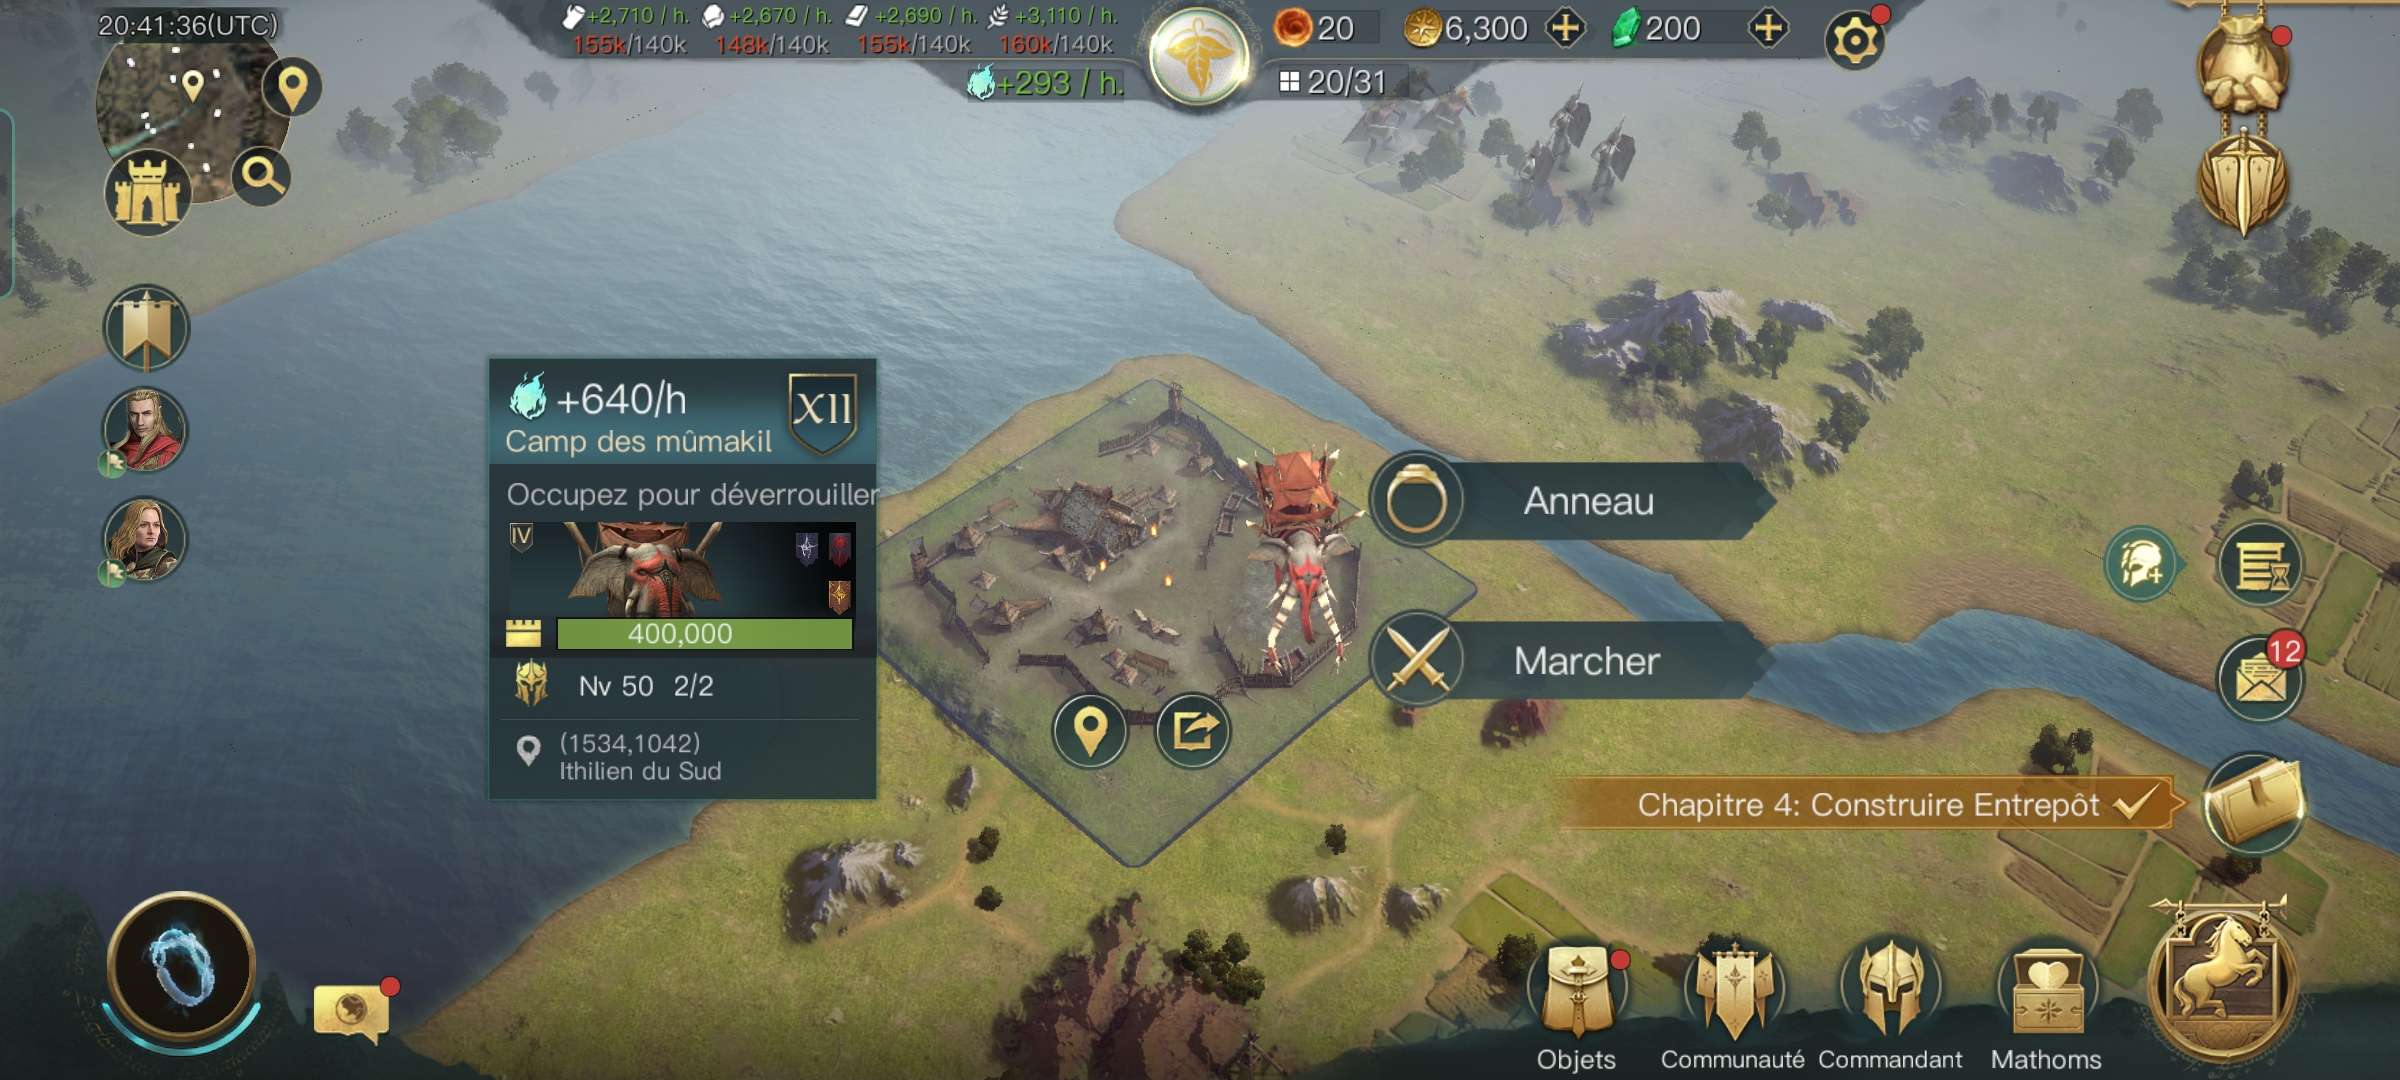 20:41:36(UTC)
+2,710 / h. +2,670 / h. +2,690 / h. +3,110 / h.
155k/140k 148k/140k 155k/140k 160k/140k
20 6,300 200
+293 / h. 20/31
+640/h XII
Camp des mûmakil
Occupez pour déverrouiller
IV
400,000
Nv 50 2/2
(1534,1042)
Ithilien du Sud
Anneau
Marcher
12
Chapitre 4: Construire Entrepôt
Objets Communauté Commandant Mathoms